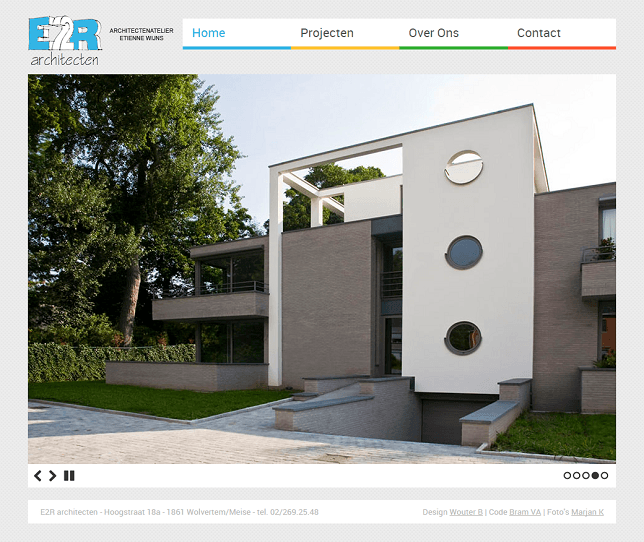 E2R
architecten
ARCHITECTENATELIER
ETIENNE WIJNS
Home
Projecten
Over Ons
Contact
E2R architecten - Hoogstraat 18a - 1861 Wolvertem/Meise - tel. 02/269.25.48
Design Wouter B | Code Bram VA | Foto's Marjan K